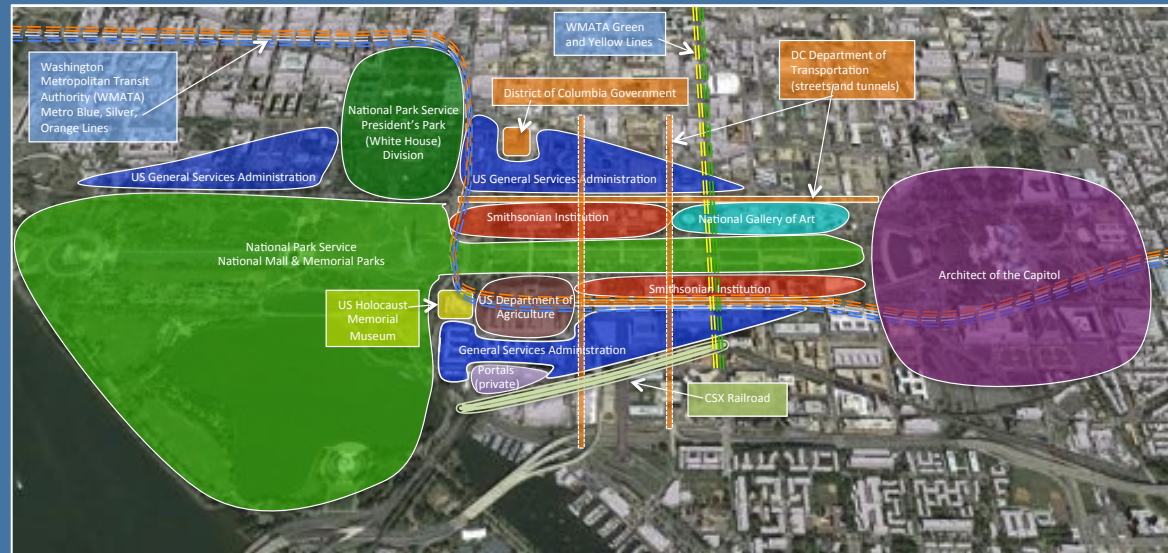 WMATA Green
and Yellow Lines
DC Department of
Transportation
(streets and tunnels)
Washington
Metropolitan Transit
Authority (WMATA)
Metro Blue, Silver,
Orange Lines
District of Columbia Government
National Park Service
President's Park
(White House)
Division
US General Services Administration
US General Services Administration
Smithsonian Institution
National Gallery of Art
National Park Service
National Mall & Memorial Parks
Architect of the Capitol
Smithsonian Institution
US Holocaust
Memorial
Museum
US Department of
Agriculture
General Services Administration
Portals
(private)
CSX Railroad